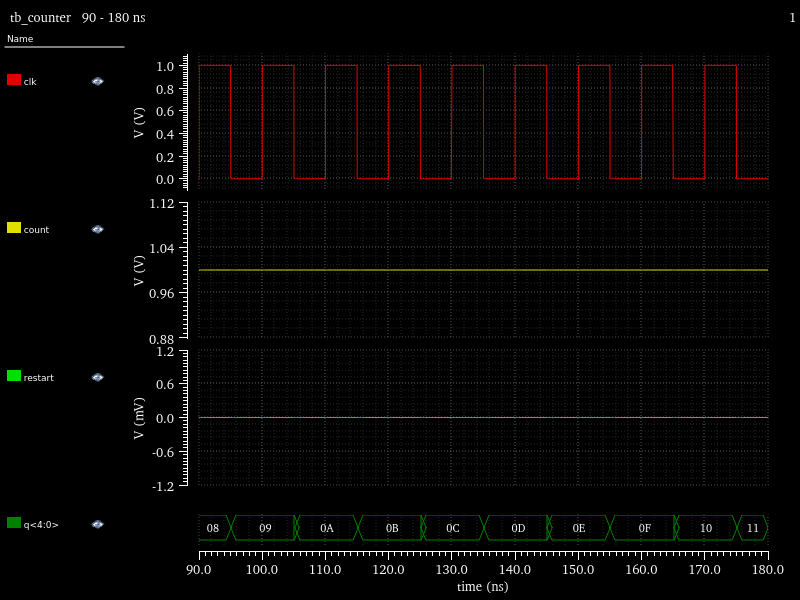 tb_counter 90 - 180 ns 1
Name
clk
V (V)
1.0
0.8
0.6
0.4
0.2
0.0
count
V (V)
1.12
1.04
0.96
0.88
restart
V (mV)
1.2
0.6
0.0
-0.6
-1.2
q<4:0>
08 09 0A 0B 0C 0D 0E 0F 10 11
90.0 100.0 110.0 120.0 130.0 140.0 150.0 160.0 170.0 180.0
time (ns)